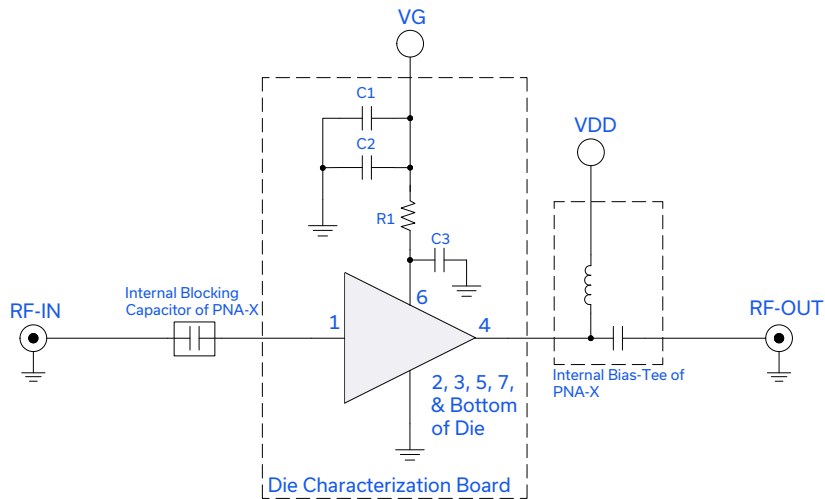 VG
C1
C2
VDD
R1
C3
Internal Blocking
Capacitor of PNA-X
RF-IN
1
6
4
RF-OUT
2, 3, 5, 7,
& Bottom
of Die
Internal Bias-Tee of
PNA-X
Die Characterization Board